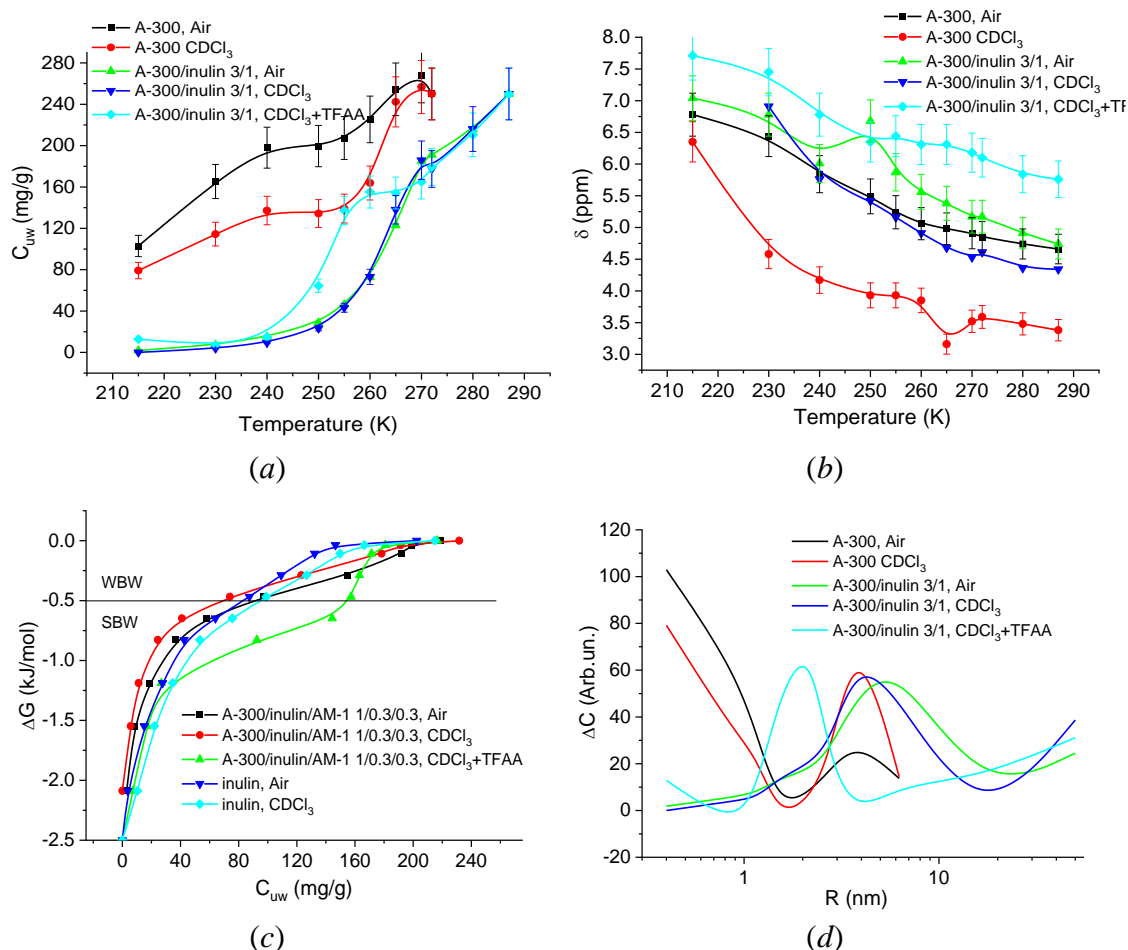 A-300, Air
A-300 CDCl₃
A-300/inulin 3/1, Air
A-300/inulin 3/1, CDCl₃
A-300/inulin 3/1, CDCl₃+TFAA
300
240
180
120
60
0
C_uw (mg/g)
210 220 230 240 250 260 270 280 290
Temperature (K)
(a)
A-300, Air
A-300 CDCl₃
A-300/inulin 3/1, Air
A-300/inulin 3/1, CDCl₃
A-300/inulin 3/1, CDCl₃+TF
8.0
7.5
7.0
6.5
6.0
5.5
5.0
4.5
4.0
3.5
3.0
δ (ppm)
210 220 230 240 250 260 270 280 290
Temperature (K)
(b)
0.0
-0.5
-1.0
-1.5
-2.0
-2.5
ΔG (kJ/mol)
WBW
SBW
A-300/inulin/AM-1 1/0.3/0.3, Air
A-300/inulin/AM-1 1/0.3/0.3, CDCl₃
A-300/inulin/AM-1 1/0.3/0.3, CDCl₃+TFAA
inulin, Air
inulin, CDCl₃
0 40 80 120 160 200 240
C_uw (mg/g)
(c)
120
100
80
60
40
20
0
-20
ΔC (Arb.un.)
A-300, Air
A-300 CDCl₃
A-300/inulin 3/1, Air
A-300/inulin 3/1, CDCl₃
A-300/inulin 3/1, CDCl₃+TFAA
1 10
R (nm)
(d)